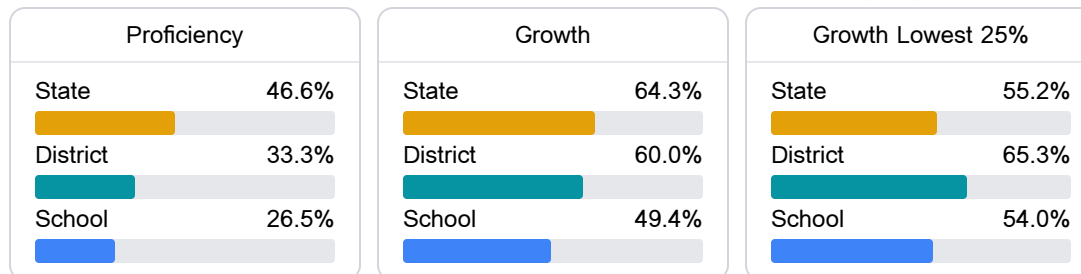 Proficiency
State 46.6%
District 33.3%
School 26.5%
Growth
State 64.3%
District 60.0%
School 49.4%
Growth Lowest 25%
State 55.2%
District 65.3%
School 54.0%